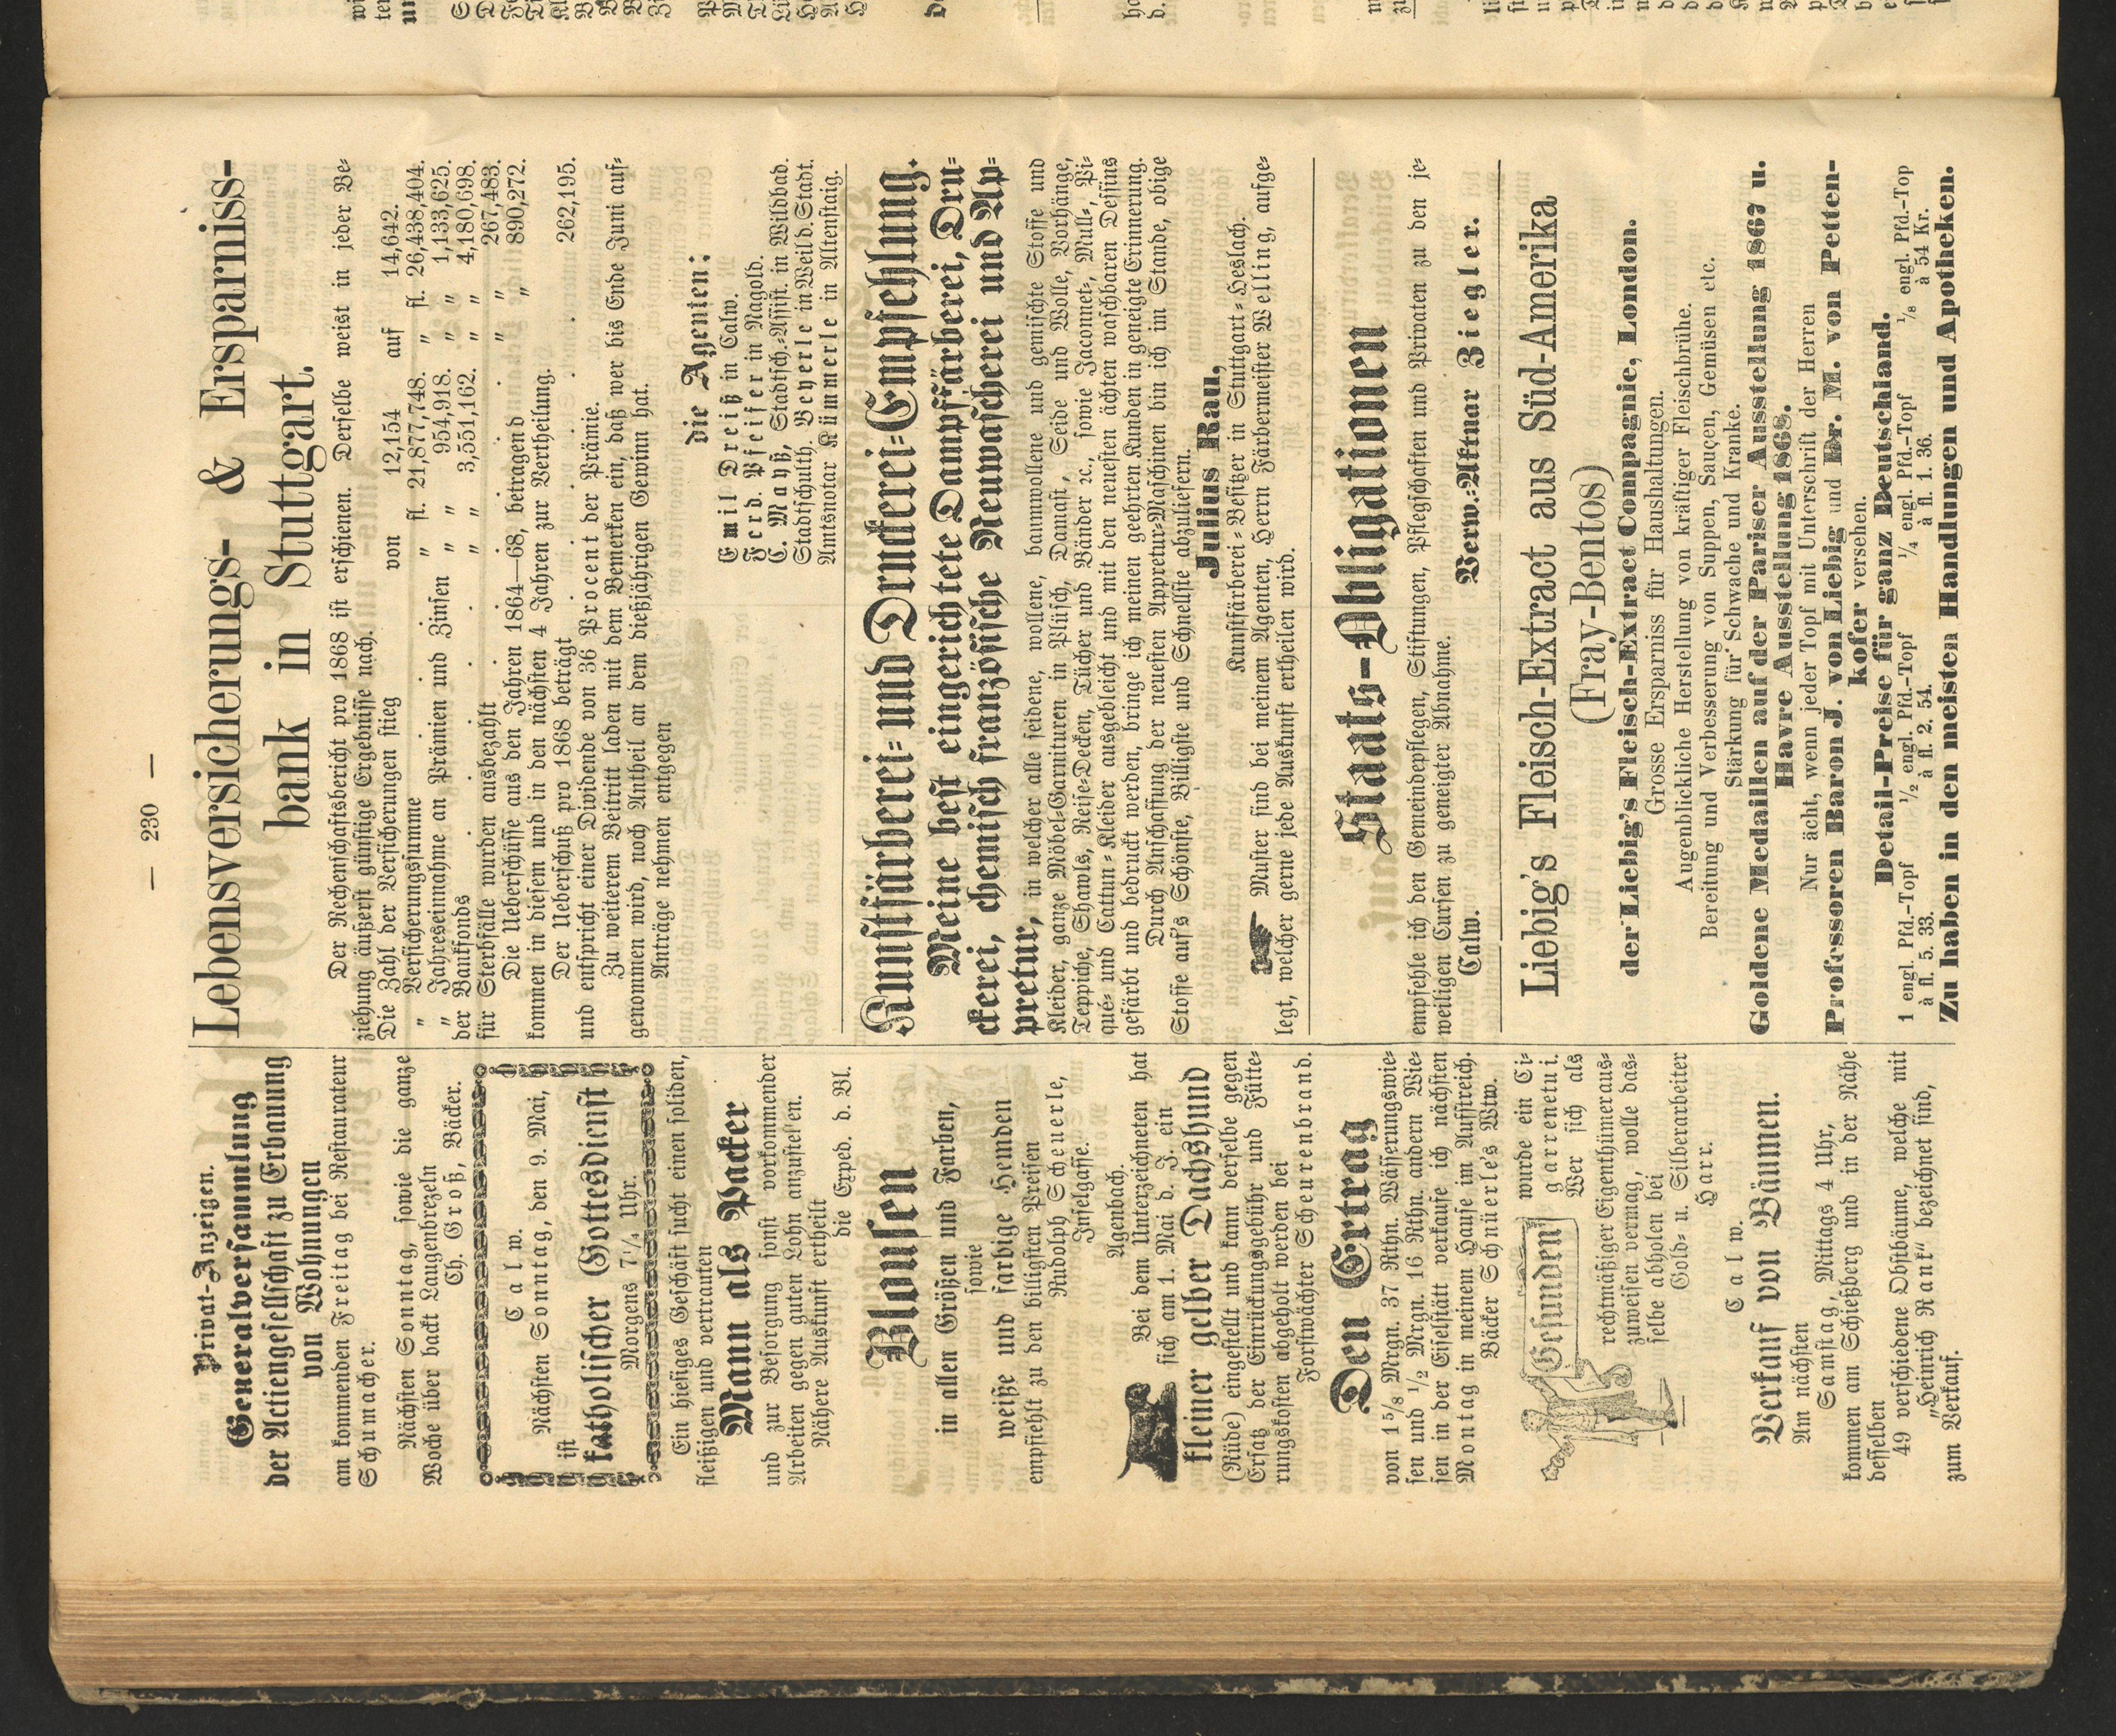 — 230 —
Privat-Anzeigen.
Generalversammlung
der Actiengesellschaft zu Erbauung
von Wohnungen
am kommenden Freitag bei Restaurateur
Schumacher.
Nächsten Sonntag, sowie die ganze
Woche über backt Laugenbrezeln
Ch. Groß, Bäcker.
Calw.
Nächsten Sonntag, den 9. Mai,
ist
katholischer Gottesdienst
Morgens 7¼ Uhr.
Ein hiesiges Geschäft sucht einen soliden,
fleißigen und vertrauten
Mann als Packer
und zur Besorgung sonst vorkommender
Arbeiten gegen guten Lohn anzustellen.
Nähere Auskunft ertheilt
die Exped. d. Bl.
Blousen
in allen Größen und Farben,
sowie
weiße und farbige Hemden
empfiehlt zu den billigsten Preisen
Rudolph Scheuerle,
Inselgasse.
Agenbach.
Bei dem Unterzeichneten hat
sich am 1. Mai d. J. ein
kleiner gelber Dachshund
(Rüde) eingestellt und kann derselbe gegen
Ersatz der Einrückungsgebühr und Fütte-
rungskosten abgeholt werden bei
Forstwächter Scheurenbrand.
Den Ertrag
von 1⅝ Mrgn. 37 Rthn. Wässerungswie-
sen und ½ Mrgn. 16 Rthn. andern Wie-
sen in der Eiselstätt verkaufe ich nächsten
Montag in meinem Hause im Aufstreich.
Bäcker Schnürle's Wtw.
Gefunden
wurde ein Ci-
garrenetui.
Wer sich als
rechtmäßiger Eigenthümer aus-
zuweisen vermag, wolle das-
selbe abholen bei
Gold- u. Silberarbeiter
Harr.
Calw.
Verkauf von Bäumen.
Am nächsten
Samstag, Mittags 4 Uhr,
kommen am Schießberg und in der Nähe
desselben
49 verschiedene Obstbäume, welche mit
„Heinrich Rank“ bezeichnet sind,
zum Verkauf.
Lebensversicherungs- & Ersparniss-
bank in Stuttgart.
Der Rechenschaftsbericht pro 1868 ist erschienen. Derselbe weist in jeder Be-
ziehung äußerst günstige Ergebnisse nach.
Die Zahl der Versicherungen stieg von 12,154 auf 14,642.
„ Versicherungssumme „ fl. 21,877,748. „ fl. 26,438,404.
„ Jahreseinnahme an Prämien und Zinsen „ „ 954,918. „ „ 1,133,625.
der Bankfonds . . . . „ „ 3,551,162. „ „ 4,180,698.
für Sterbfälle wurden ausbezahlt . . . . „ „ 267,483.
Die Ueberschüsse aus den Jahren 1864—68, betragend „ 890,272.
kommen in diesem und in den nächsten 4 Jahren zur Vertheilung.
Der Ueberschuß pro 1868 beträgt . . . . . 262,195.
und entspricht einer Dividende von 36 Procent der Prämie.
Zu weiterem Beitritt laden mit dem Bemerken ein, daß wer bis Ende Juni auf-
genommen wird, noch Antheil an dem dießjährigen Gewinn hat.
Anträge nehmen entgegen
die Agenten:
Emil Dreiß in Calw.
Ferd. Pfeifer in Nagold.
C. Mayß, Stadtsch.-Assist. in Wildbad.
Stadtschulth. Beyerle in Weil d. Stadt.
Amtsnotar Kümmerle in Altenstaig.
Kunstfärberei- und Druckerei-Empfehlung.
Meine best eingerichtete Dampffärberei, Dru-
ckerei, chemisch französische Neuwascherei und Ap-
pretur, in welcher alle seidene, wollene, baumwollene und gemischte Stoffe und
Kleider, ganze Möbel-Garnituren in Plüsch, Damast, Seide und Wolle, Vorhänge,
Teppiche, Shawls, Reise-Decken, Tücher und Bänder ec., sowie Jaconnet-, Mull-, Pi-
qué- und Cattun-Kleider ausgebleicht und mit den neuesten ächten waschbaren Dessins
gefärbt und bedruckt werden, bringe ich meinen geehrten Kunden in geneigte Erinnerung.
Durch Anschaffung der neuesten Appretur-Maschinen bin ich im Stande, obige
Stoffe auf's Schönste, Billigste und Schnellste abzuliefern.
Julius Rau,
Kunstfärberei-Besitzer in Stuttgart-Heslach.
☞ Muster sind bei meinem Agenten, Herrn Färbermeister Welling, aufge-
legt, welcher gerne jede Auskunft ertheilen wird.
Staats-Obligationen
empfehle ich den Gemeindepflegen, Stiftungen, Pflegschaften und Privaten zu den je-
weiligen Cursen zu geneigter Abnahme.
Calw. Verw.-Aktuar Ziegler.
Liebig's Fleisch-Extract aus Süd-Amerika
(Fray-Bentos)
der Liebig's Fleisch-Extract Compagnie, London.
Grosse Ersparniss für Haushaltungen.
Augenblickliche Herstellung von kräftiger Fleischbrühe.
Bereitung und Verbesserung von Suppen, Sauçen, Gemüsen etc.
Stärkung für Schwache und Kranke.
Goldene Medaillen auf der Pariser Ausstellung 1867 u.
Havre Ausstellung 1868.
Nur ächt, wenn jeder Topf mit Unterschrift der Herren
Professoren Baron J. von Liebig und Dr. M. von Petten-
kofer versehen.
Detail-Preise für ganz Deutschland.
1 engl. Pfd.-Topf ½ engl. Pfd.-Topf ¼ engl. Pfd.-Topf ⅛ engl. Pfd.-Top
à fl. 5. 33. à fl. 2. 54. à fl. 1. 36. à 54 Kr.
Zu haben in den meisten Handlungen und Apotheken.